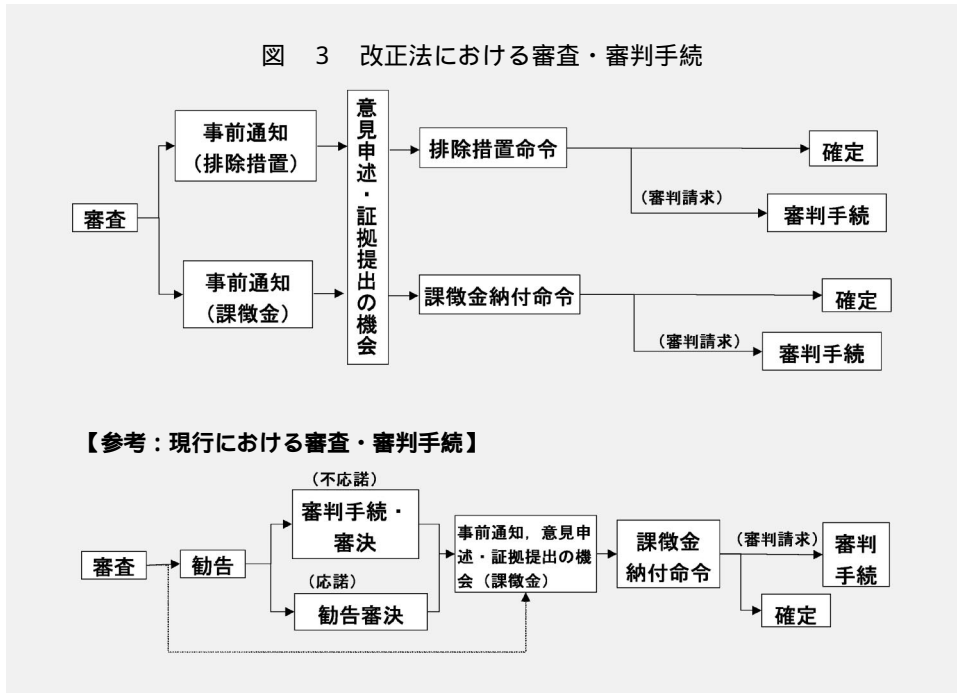 図　3　改正法における審査・審判手続
審査
事前通知
（排除措置）
事前通知
（課徴金）
意見申述・証拠提出の機会
排除措置命令
確定
（審判請求）
審判手続
課徴金納付命令
確定
（審判請求）
審判手続
【参考：現行における審査・審判手続】
審査
勧告
（不応諾）
審判手続・
審決
（応諾）
勧告審決
事前通知，意見申
述・証拠提出の機
会（課徴金）
課徴金
納付命令
（審判請求）
審判
手続
確定